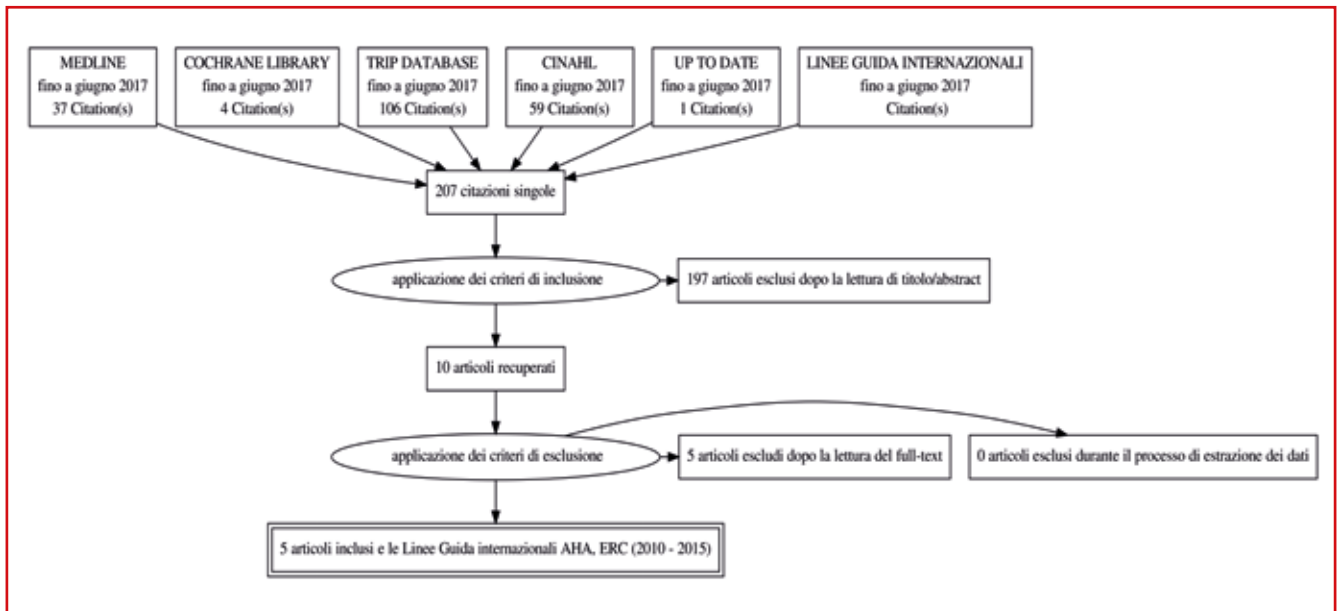 MEDLINE
fino a giugno 2017
37 Citation(s)
COCHRANE LIBRARY
fino a giugno 2017
4 Citation(s)
TRIP DATABASE
fino a giugno 2017
106 Citation(s)
CINAHL
fino a giugno 2017
59 Citation(s)
UP TO DATE
fino a giugno 2017
1 Citation(s)
LINEE GUIDA INTERNAZIONALI
fino a giugno 2017
Citation(s)
207 citazioni singole
applicazione dei criteri di inclusione
197 articoli esclusi dopo la lettura di titolo/abstract
10 articoli recuperati
applicazione dei criteri di esclusione
5 articoli escludi dopo la lettura del full-text
0 articoli esclusi durante il processo di estrazione dei dati
5 articoli inclusi e le Linee Guida internazionali AHA, ERC (2010 - 2015)